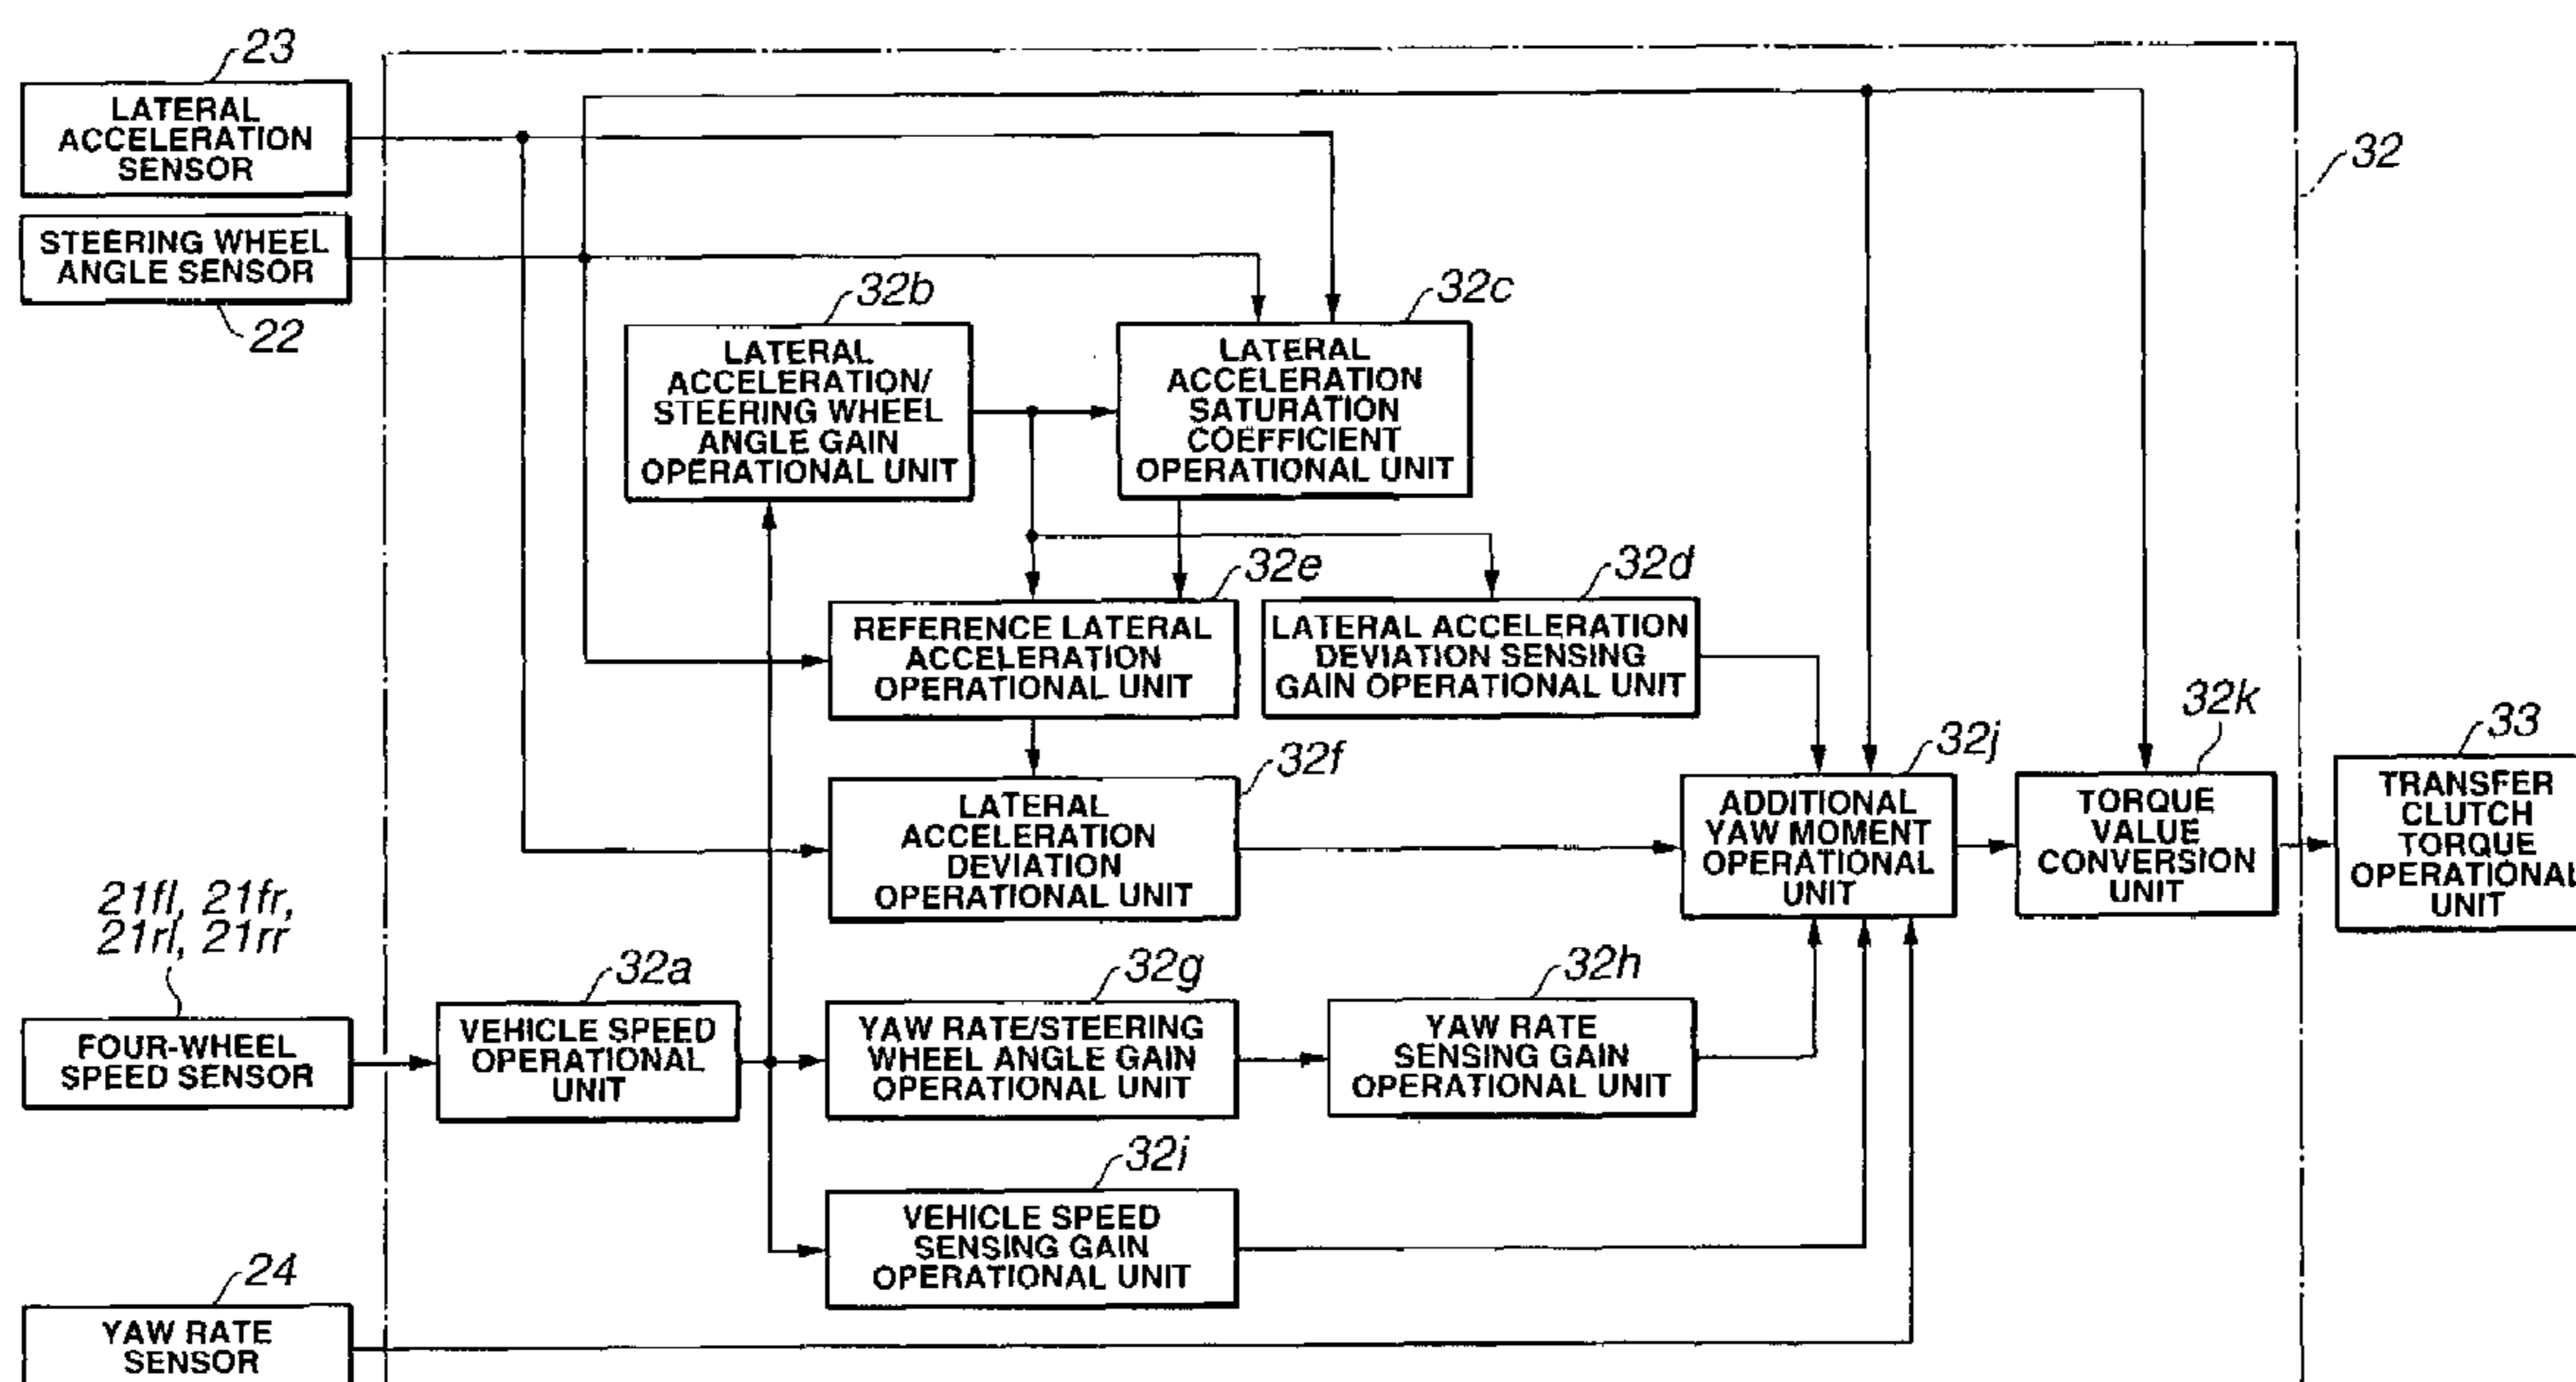 23
LATERAL
ACCELERATION
SENSOR
32
STEERING WHEEL
ANGLE SENSOR
22
32b
LATERAL
ACCELERATION/
STEERING WHEEL
ANGLE GAIN
OPERATIONAL UNIT
32c
LATERAL
ACCELERATION
SATURATION
COEFFICIENT
OPERATIONAL UNIT
32e
REFERENCE LATERAL
ACCELERATION
OPERATIONAL UNIT
32d
LATERAL ACCELERATION
DEVIATION SENSING
GAIN OPERATIONAL UNIT
32f
LATERAL
ACCELERATION
DEVIATION
OPERATIONAL UNIT
32j
ADDITIONAL
YAW MOMENT
OPERATIONAL
UNIT
32k
TORQUE
VALUE
CONVERSION
UNIT
33
TRANSFER
CLUTCH
TORQUE
OPERATIONAL
UNIT
21fl, 21fr,
21rl, 21rr
FOUR-WHEEL
SPEED SENSOR
32a
VEHICLE SPEED
OPERATIONAL
UNIT
32g
YAW RATE/STEERING
WHEEL ANGLE GAIN
OPERATIONAL UNIT
32h
YAW RATE
SENSING GAIN
OPERATIONAL UNIT
32i
VEHICLE SPEED
SENSING GAIN
OPERATIONAL UNIT
24
YAW RATE
SENSOR